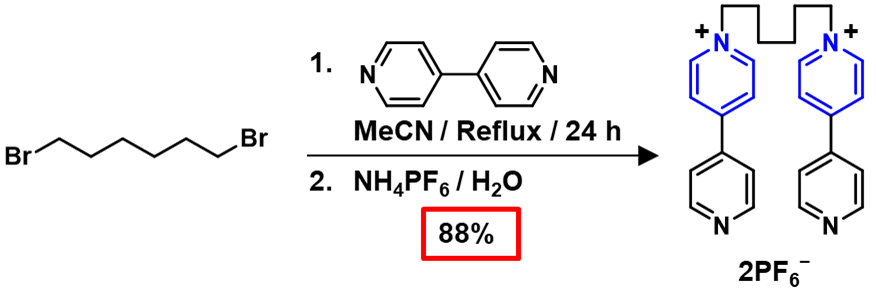 1.
N
N
+
N
N
+
MeCN / Reflux / 24 h
Br
Br
2. NH₄PF₆ / H₂O
N
N
88%
2PF₆⁻